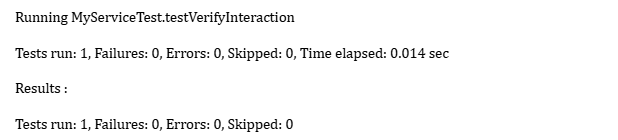 Running MyServiceTest.testVerifyInteraction
Tests run: 1, Failures: 0, Errors: 0, Skipped: 0, Time elapsed: 0.014 sec
Results :
Tests run: 1, Failures: 0, Errors: 0, Skipped: 0